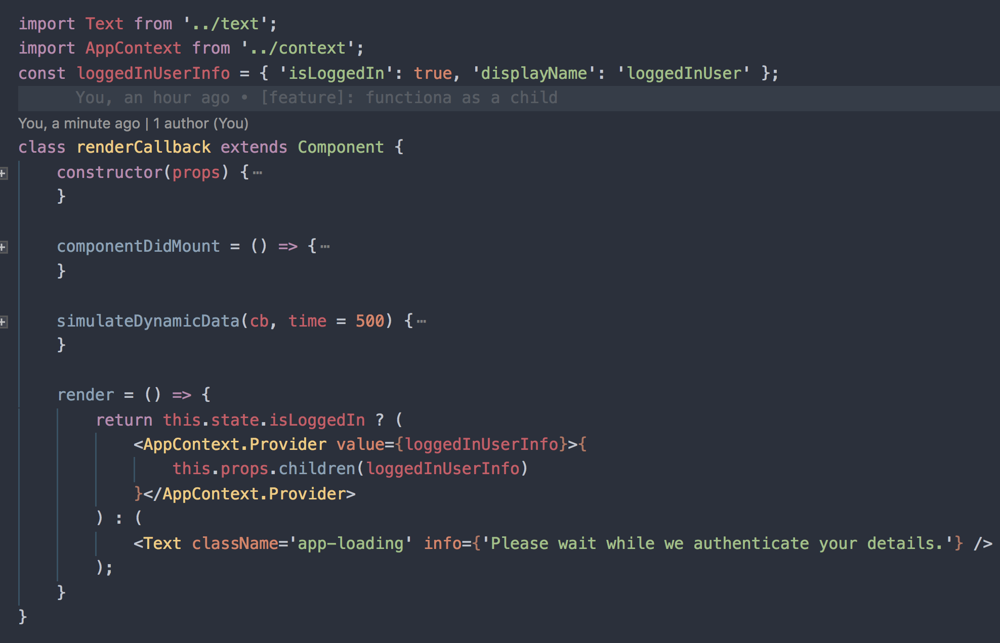 import Text from '../text';
import AppContext from '../context';
const loggedInUserInfo = { 'isLoggedIn': true, 'displayName': 'loggedInUser' };
You, an hour ago • [feature]: functiona as a child
You, a minute ago | 1 author (You)
class renderCallback extends Component {
constructor(props) {⋯
}
componentDidMount = () => {⋯
}
simulateDynamicData(cb, time = 500) {⋯
}
render = () => {
return this.state.isLoggedIn ? (
<AppContext.Provider value={loggedInUserInfo}>{
this.props.children(loggedInUserInfo)
}</AppContext.Provider>
) : (
<Text className='app-loading' info={'Please wait while we authenticate your details.'} />
);
}
}